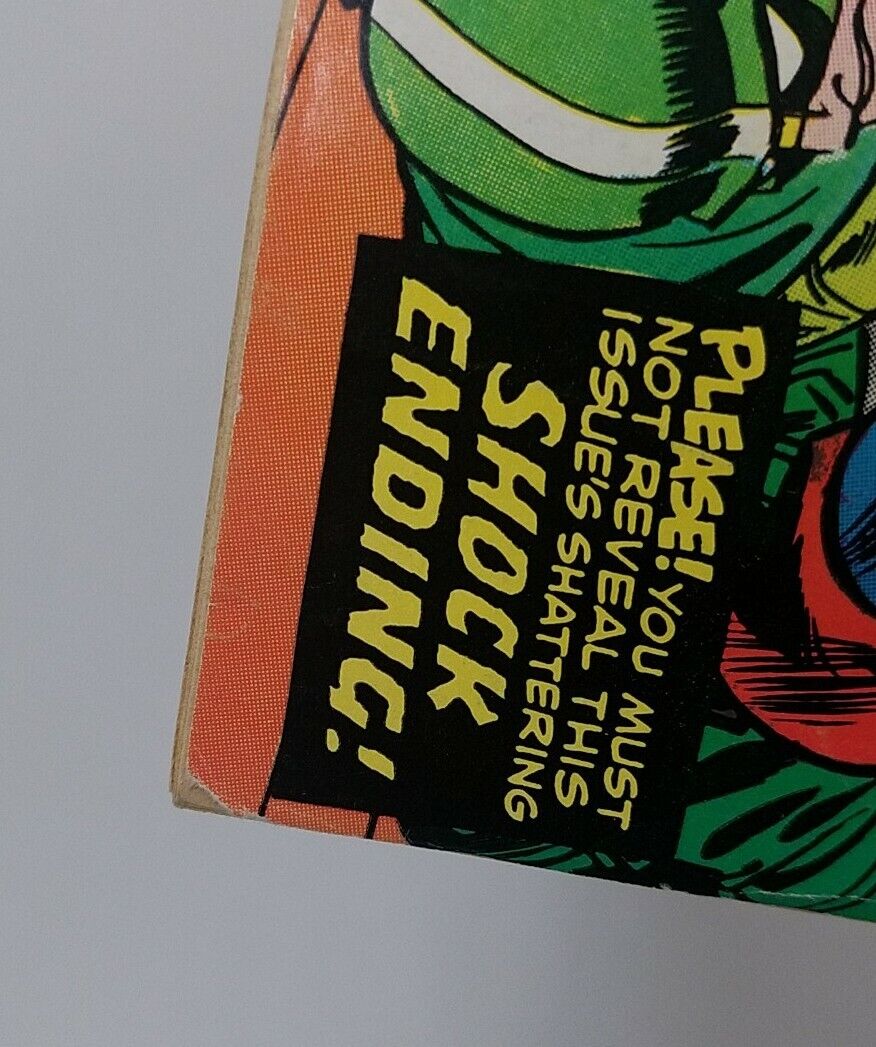 PLEASE! YOU MUST
NOT REVEAL THIS
ISSUE'S SHATTERING
SHOCK
ENDING!